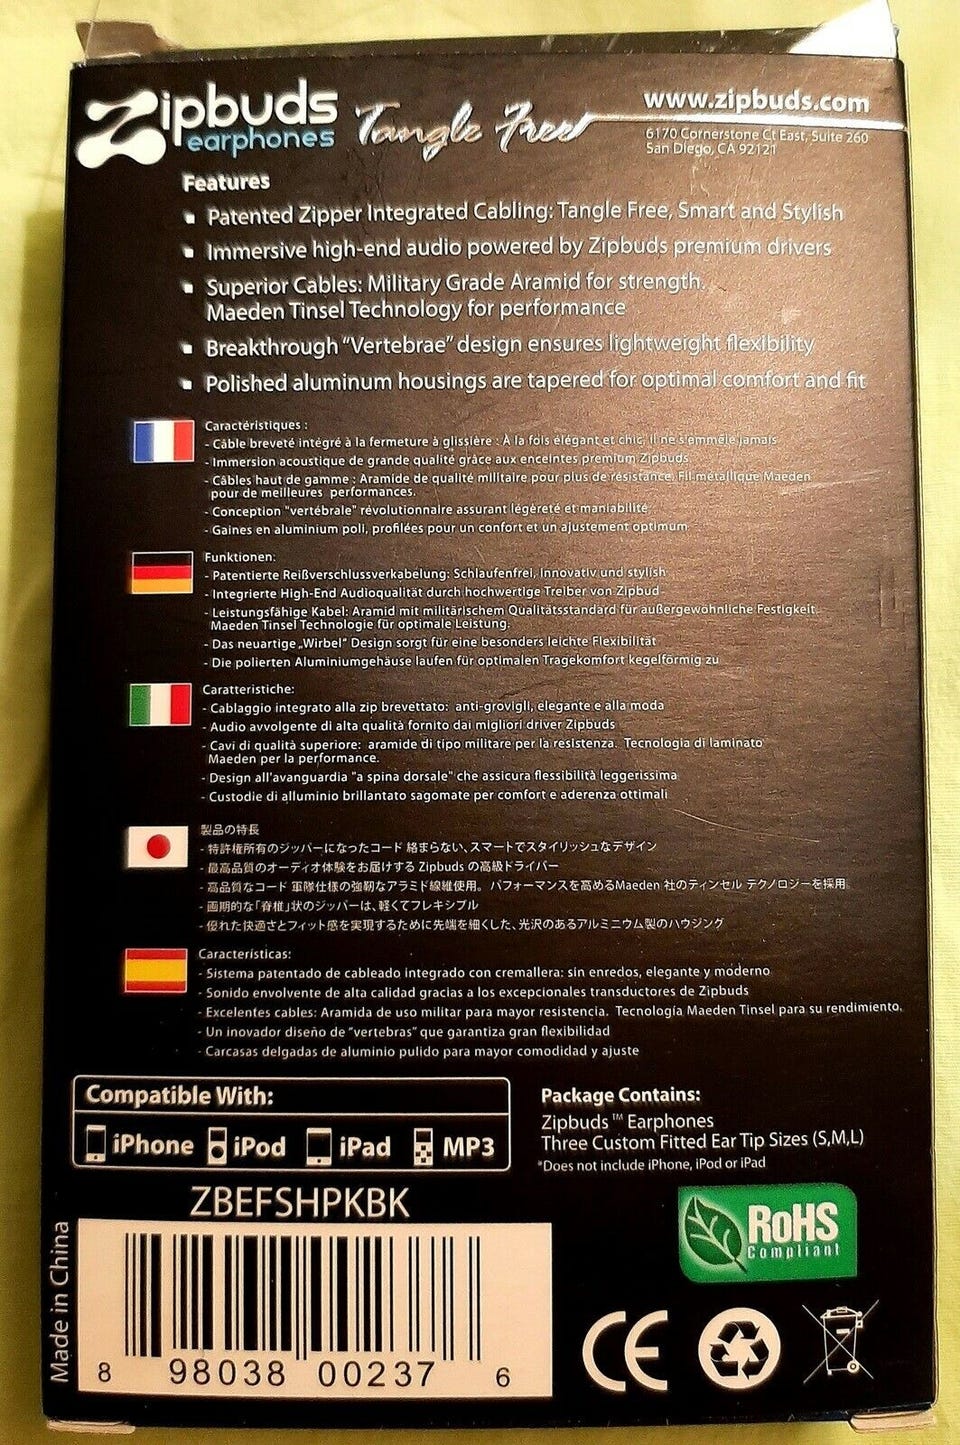 Zipbuds
earphones
Tangle Free
www.zipbuds.com
6170 Cornerstone Ct East, Suite 260
San Diego, CA 92121
Features
▪ Patented Zipper Integrated Cabling: Tangle Free, Smart and Stylish
▪ Immersive high-end audio powered by Zipbuds premium drivers
▪ Superior Cables: Military Grade Aramid for strength.
Maeden Tinsel Technology for performance
▪ Breakthrough "Vertebrae" design ensures lightweight flexibility
▪ Polished aluminum housings are tapered for optimal comfort and fit
Caractéristiques :
- Câble breveté intégré à la fermeture à glissière : À la fois élégant et chic, il ne s'emmêle jamais
- Immersion acoustique de grande qualité grâce aux enceintes premium Zipbuds
- Câbles haut de gamme : Aramide de qualité militaire pour plus de résistance. Fil métallique Maeden
pour de meilleures performances.
- Conception "vertébrale" révolutionnaire assurant légèreté et maniabilité
- Gaines en aluminium poli, profilées pour un confort et un ajustement optimum
Funktionen:
- Patentierte Reißverschlussverkabelung: Schlaufenfrei, Innovativ und stylish
- Integrierte High-End Audioqualität durch hochwertige Treiber von Zipbud
- Leistungsfähige Kabel: Aramid mit militärischem Qualitätsstandard für außergewöhnliche Festigkeit.
Maeden Tinsel Technologie für optimale Leistung.
- Das neuartige „Wirbel" Design sorgt für eine besonders leichte Flexibilität
- Die polierten Aluminiumgehäuse laufen für optimalen Tragekomfort kegelförmig zu
Caratteristiche:
- Cablaggio integrato alla zip brevettato: anti-grovigli, elegante e alla moda
- Audio avvolgente di alta qualità fornito dai migliori driver Zipbuds
- Cavi di qualità superiore: aramide di tipo militare per la resistenza. Tecnologia di laminato
Maeden per la performance.
- Design all'avanguardia "a spina dorsale" che assicura flessibilità leggerissima
- Custodie di alluminio brillantato sagomate per comfort e aderenza ottimali
製品の特長
- 特許権所有のジッパーになったコード 絡まらない、スマートでスタイリッシュなデザイン
- 最高品質のオーディオ体験をお届けする Zipbuds の高級ドライバー
- 高品質なコード 軍隊仕様の強靭なアラミド線維使用。 パフォーマンスを高めるMaeden 社のティンセル テクノロジーを採用
- 画期的な「脊椎」状のジッパーは、軽くてフレキシブル
- 優れた快適さとフィット感を実現するために先端を細くした、光沢のあるアルミニウム製のハウジング
Características:
- Sistema patentado de cableado integrado con cremallera: sin enredos, elegante y moderno
- Sonido envolvente de alta calidad gracias a los excepcionales transductores de Zipbuds
- Excelentes cables: Aramida de uso militar para mayor resistencia. Tecnología Maeden Tinsel para su rendimiento.
- Un inovador diseño de "vertebras" que garantiza gran flexibilidad
- Carcasas delgadas de aluminio pulido para mayor comodidad y ajuste
Compatible With:
iPhone iPod iPad MP3
Package Contains:
Zipbuds™ Earphones
Three Custom Fitted Ear Tip Sizes (S,M,L)
*Does not include iPhone, iPod or iPad
ZBEFSHPKBK
Made in China
8 98038 00237 6
RoHS
Compliant
CE